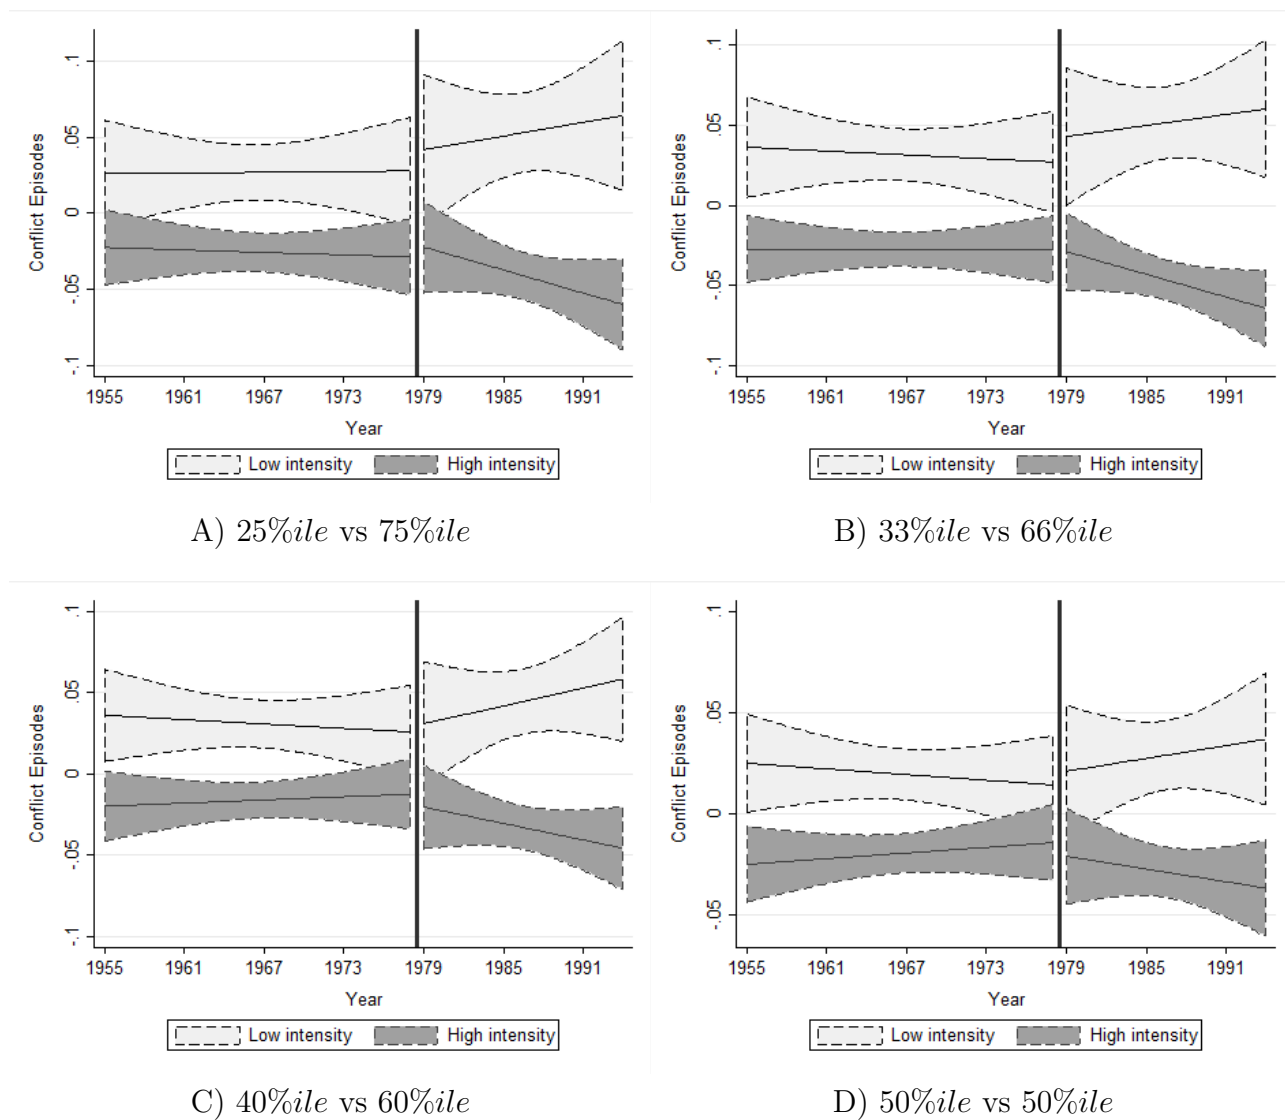 .1
.05
0
-.05
-.1
Conflict Episodes
1955 1961 1967 1973 1979 1985 1991
Year
Low intensity High intensity
A) 25%ile vs 75%ile
.1
.05
0
-.05
-.1
Conflict Episodes
1955 1961 1967 1973 1979 1985 1991
Year
Low intensity High intensity
B) 33%ile vs 66%ile
.1
.05
0
-.05
-.1
Conflict Episodes
1955 1961 1967 1973 1979 1985 1991
Year
Low intensity High intensity
C) 40%ile vs 60%ile
.1
.05
0
-.05
Conflict Episodes
1955 1961 1967 1973 1979 1985 1991
Year
Low intensity High intensity
D) 50%ile vs 50%ile